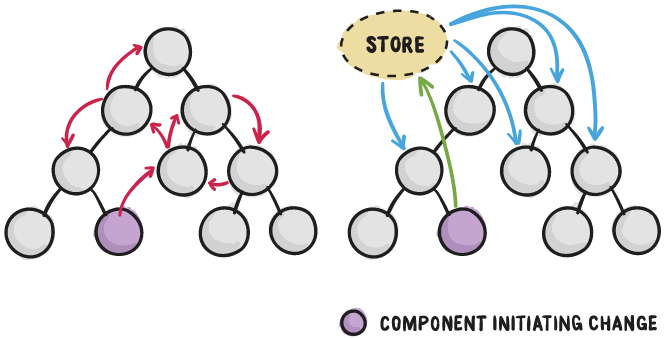 STORE
COMPONENT INITIATING CHANGE